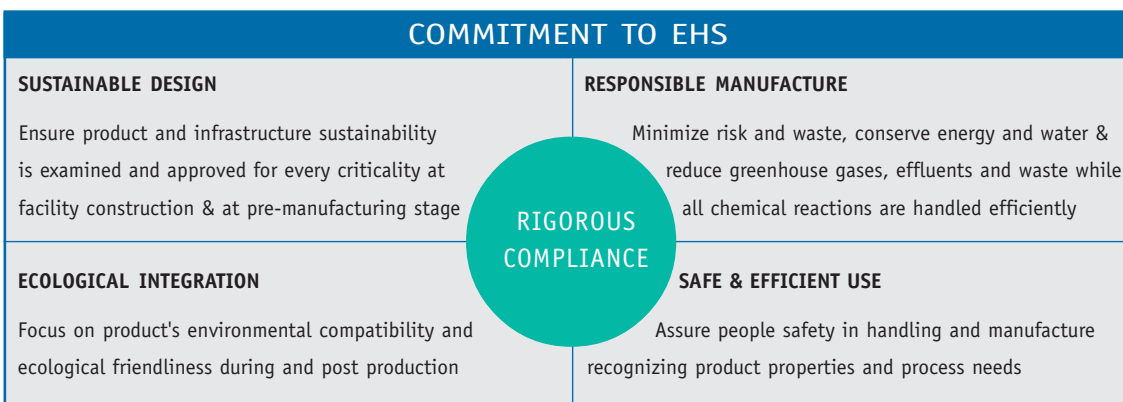 COMMITMENT TO EHS
SUSTAINABLE DESIGN
Ensure product and infrastructure sustainability
is examined and approved for every criticality at
facility construction & at pre-manufacturing stage
RESPONSIBLE MANUFACTURE
Minimize risk and waste, conserve energy and water &
reduce greenhouse gases, effluents and waste while
all chemical reactions are handled efficiently
RIGOROUS
COMPLIANCE
ECOLOGICAL INTEGRATION
Focus on product's environmental compatibility and
ecological friendliness during and post production
SAFE & EFFICIENT USE
Assure people safety in handling and manufacture
recognizing product properties and process needs